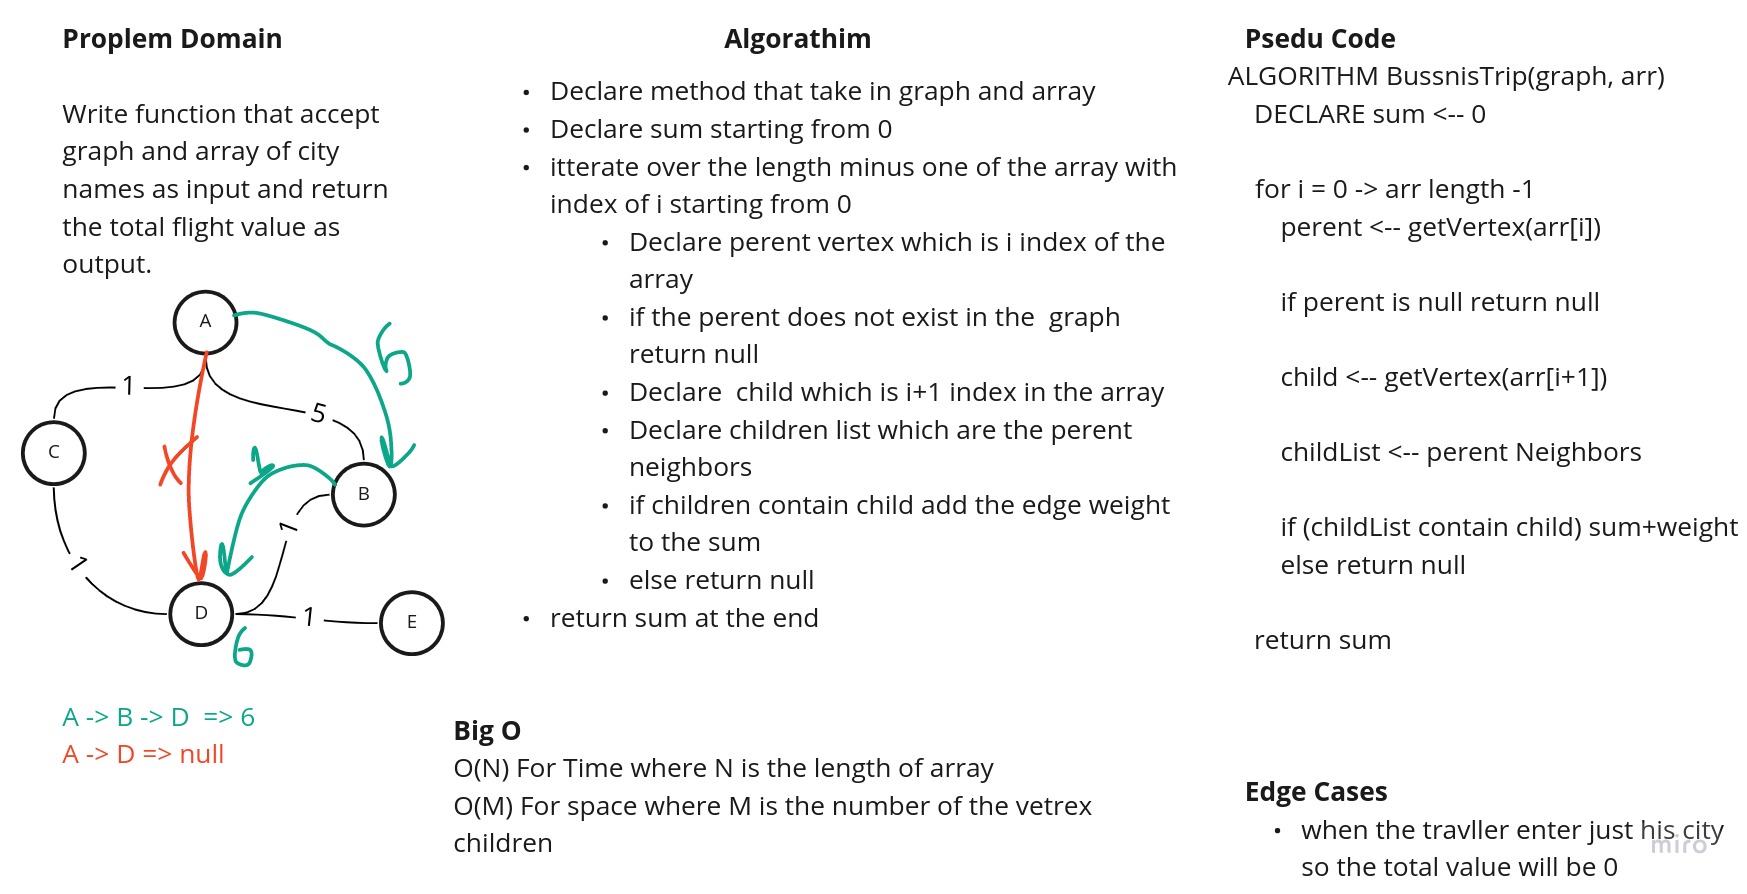 Proplem Domain
Write function that accept
graph and array of city
names as input and return
the total flight value as
output.
A
5
1
5
C
X
1
B
1
1
D
1
E
6
A -> B -> D => 6
A -> D => null
Algorathim
• Declare method that take in graph and array
• Declare sum starting from 0
• itterate over the length minus one of the array with
index of i starting from 0
• Declare perent vertex which is i index of the
array
• if the perent does not exist in the graph
return null
• Declare child which is i+1 index in the array
• Declare children list which are the perent
neighbors
• if children contain child add the edge weight
to the sum
• else return null
• return sum at the end
Big O
O(N) For Time where N is the length of array
O(M) For space where M is the number of the vetrex
children
Psedu Code
ALGORITHM BussnisTrip(graph, arr)
DECLARE sum <-- 0
for i = 0 -> arr length -1
perent <-- getVertex(arr[i])
if perent is null return null
child <-- getVertex(arr[i+1])
childList <-- perent Neighbors
if (childList contain child) sum+weight
else return null
return sum
Edge Cases
• when the travller enter just his city
so the total value will be 0
miro